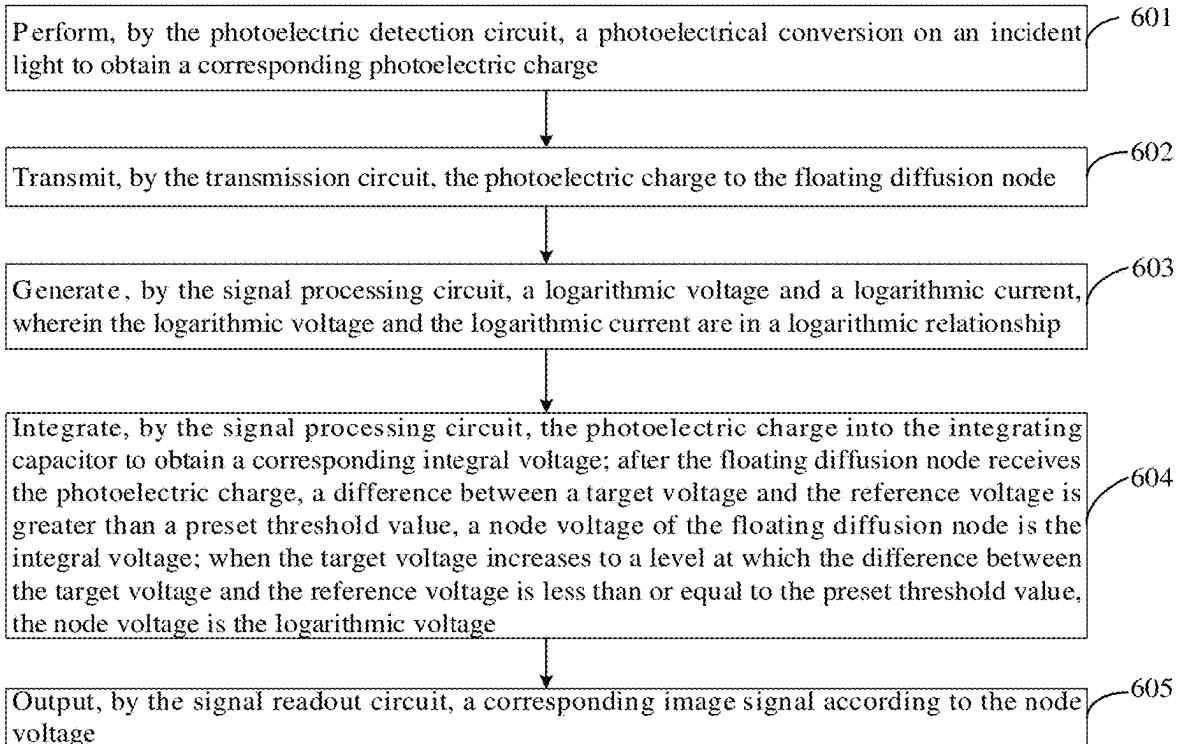 Perform, by the photoelectric detection circuit, a photoelectrical conversion on an incident
light to obtain a corresponding photoelectric charge
601
Transmit, by the transmission circuit, the photoelectric charge to the floating diffusion node
602
Generate, by the signal processing circuit, a logarithmic voltage and a logarithmic current,
wherein the logarithmic voltage and the logarithmic current are in a logarithmic relationship
603
Integrate, by the signal processing circuit, the photoelectric charge into the integrating
capacitor to obtain a corresponding integral voltage; after the floating diffusion node receives
the photoelectric charge, a difference between a target voltage and the reference voltage is
greater than a preset threshold value, a node voltage of the floating diffusion node is the
integral voltage; when the target voltage increases to a level at which the difference between
the target voltage and the reference voltage is less than or equal to the preset threshold value,
the node voltage is the logarithmic voltage
604
Output, by the signal readout circuit, a corresponding image signal according to the node
voltage
605